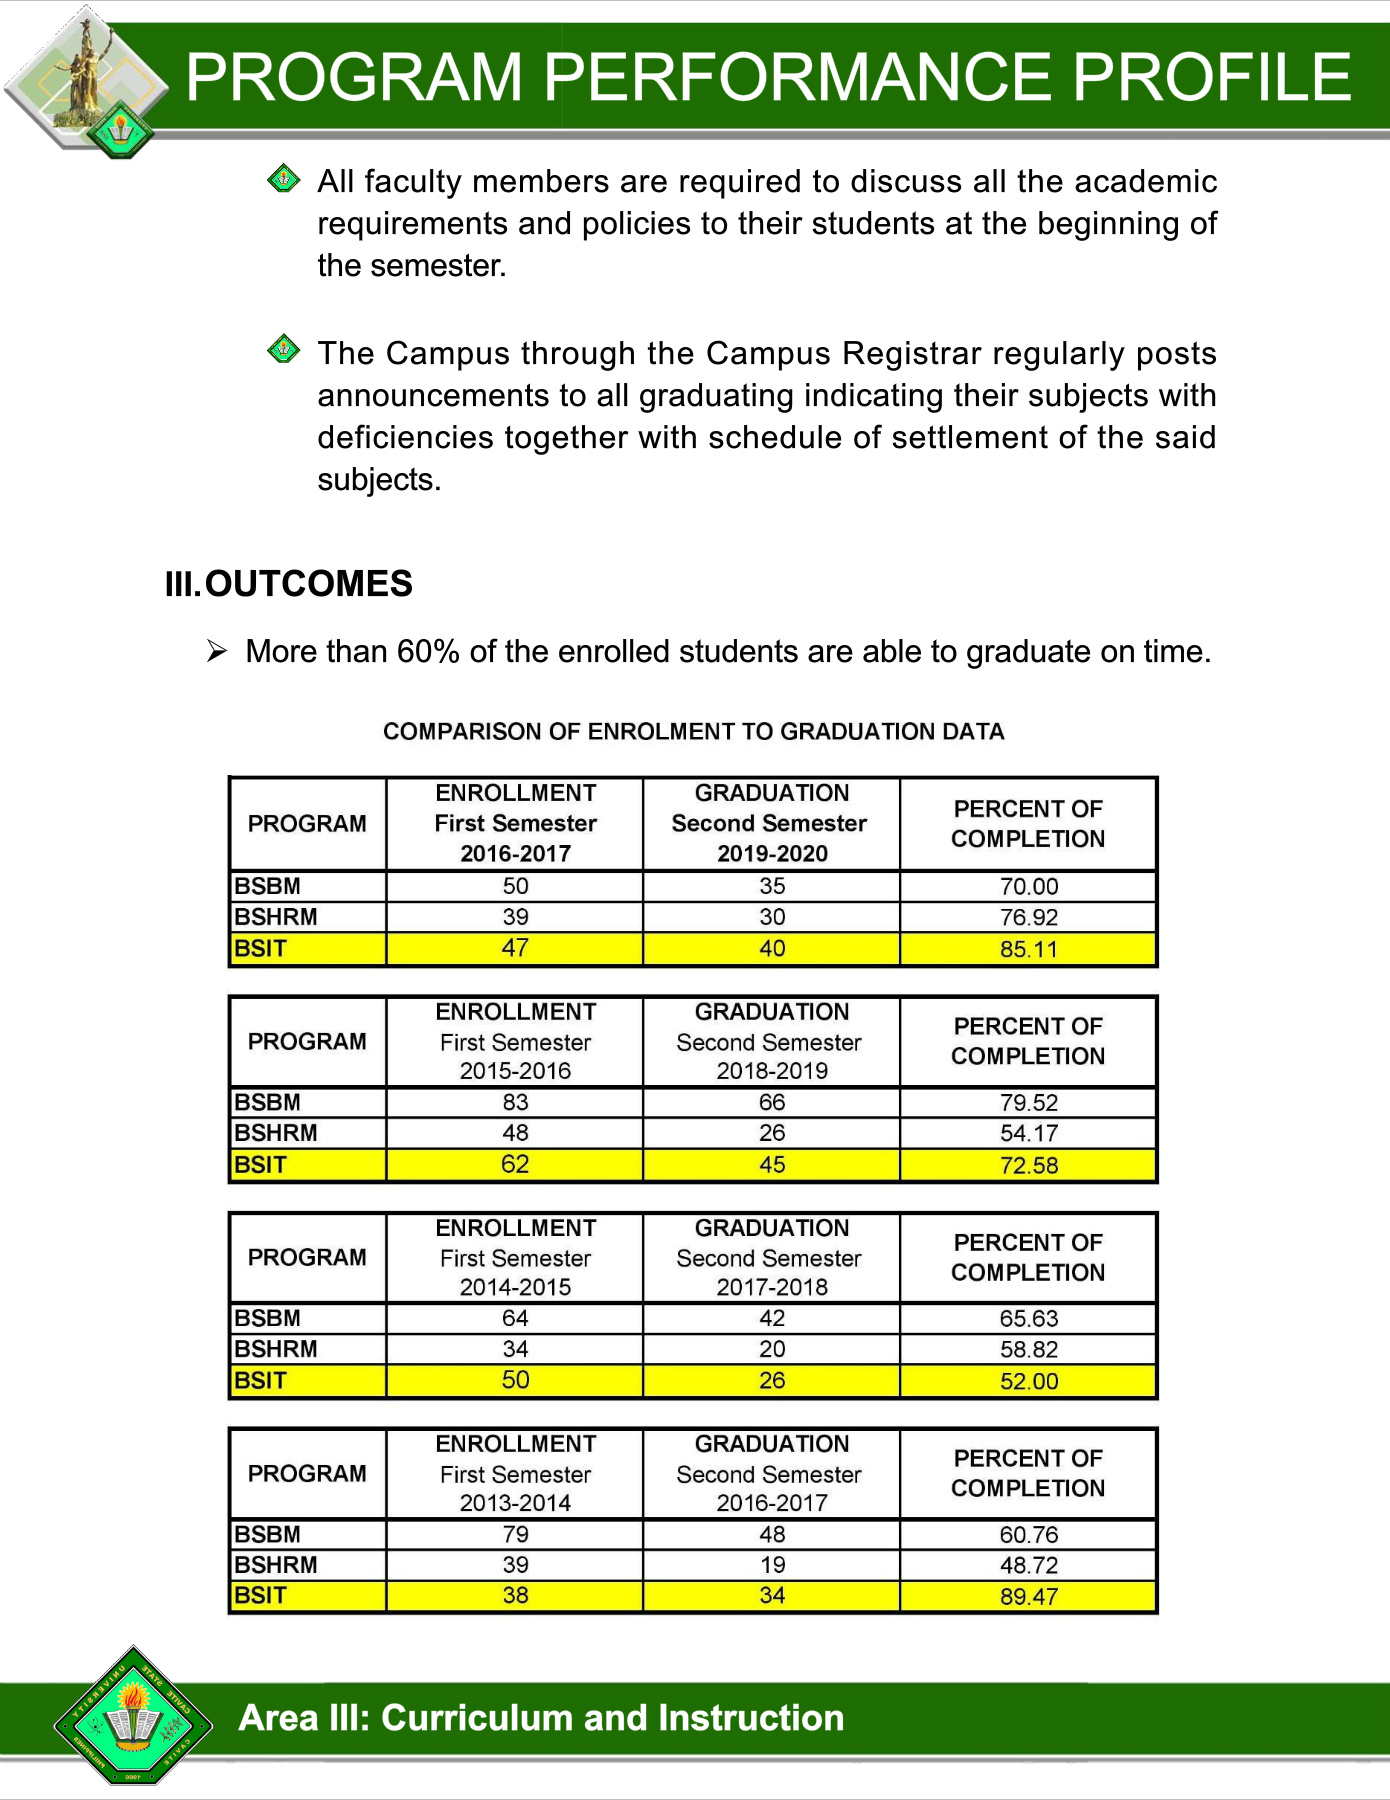 PROGRAM PERFORMANCE PROFILE
All faculty members are required to discuss all the academic
requirements and policies to their students at the beginning of
the semester.
The Campus through the Campus Registrar regularly posts
announcements to all graduating indicating their subjects with
deficiencies together with schedule of settlement of the said
subjects.
III. OUTCOMES
➢ More than 60% of the enrolled students are able to graduate on time.
COMPARISON OF ENROLMENT TO GRADUATION DATA
PROGRAM ENROLLMENT First Semester 2016-2017 GRADUATION Second Semester 2019-2020 PERCENT OF COMPLETION
BSBM 50 35 70.00
BSHRM 39 30 76.92
BSIT 47 40 85.11
PROGRAM ENROLLMENT First Semester 2015-2016 GRADUATION Second Semester 2018-2019 PERCENT OF COMPLETION
BSBM 83 66 79.52
BSHRM 48 26 54.17
BSIT 62 45 72.58
PROGRAM ENROLLMENT First Semester 2014-2015 GRADUATION Second Semester 2017-2018 PERCENT OF COMPLETION
BSBM 64 42 65.63
BSHRM 34 20 58.82
BSIT 50 26 52.00
PROGRAM ENROLLMENT First Semester 2013-2014 GRADUATION Second Semester 2016-2017 PERCENT OF COMPLETION
BSBM 79 48 60.76
BSHRM 39 19 48.72
BSIT 38 34 89.47
CAVITE STATE UNIVERSITY
CAVITE PHILIPPINES
1906
Area III: Curriculum and Instruction